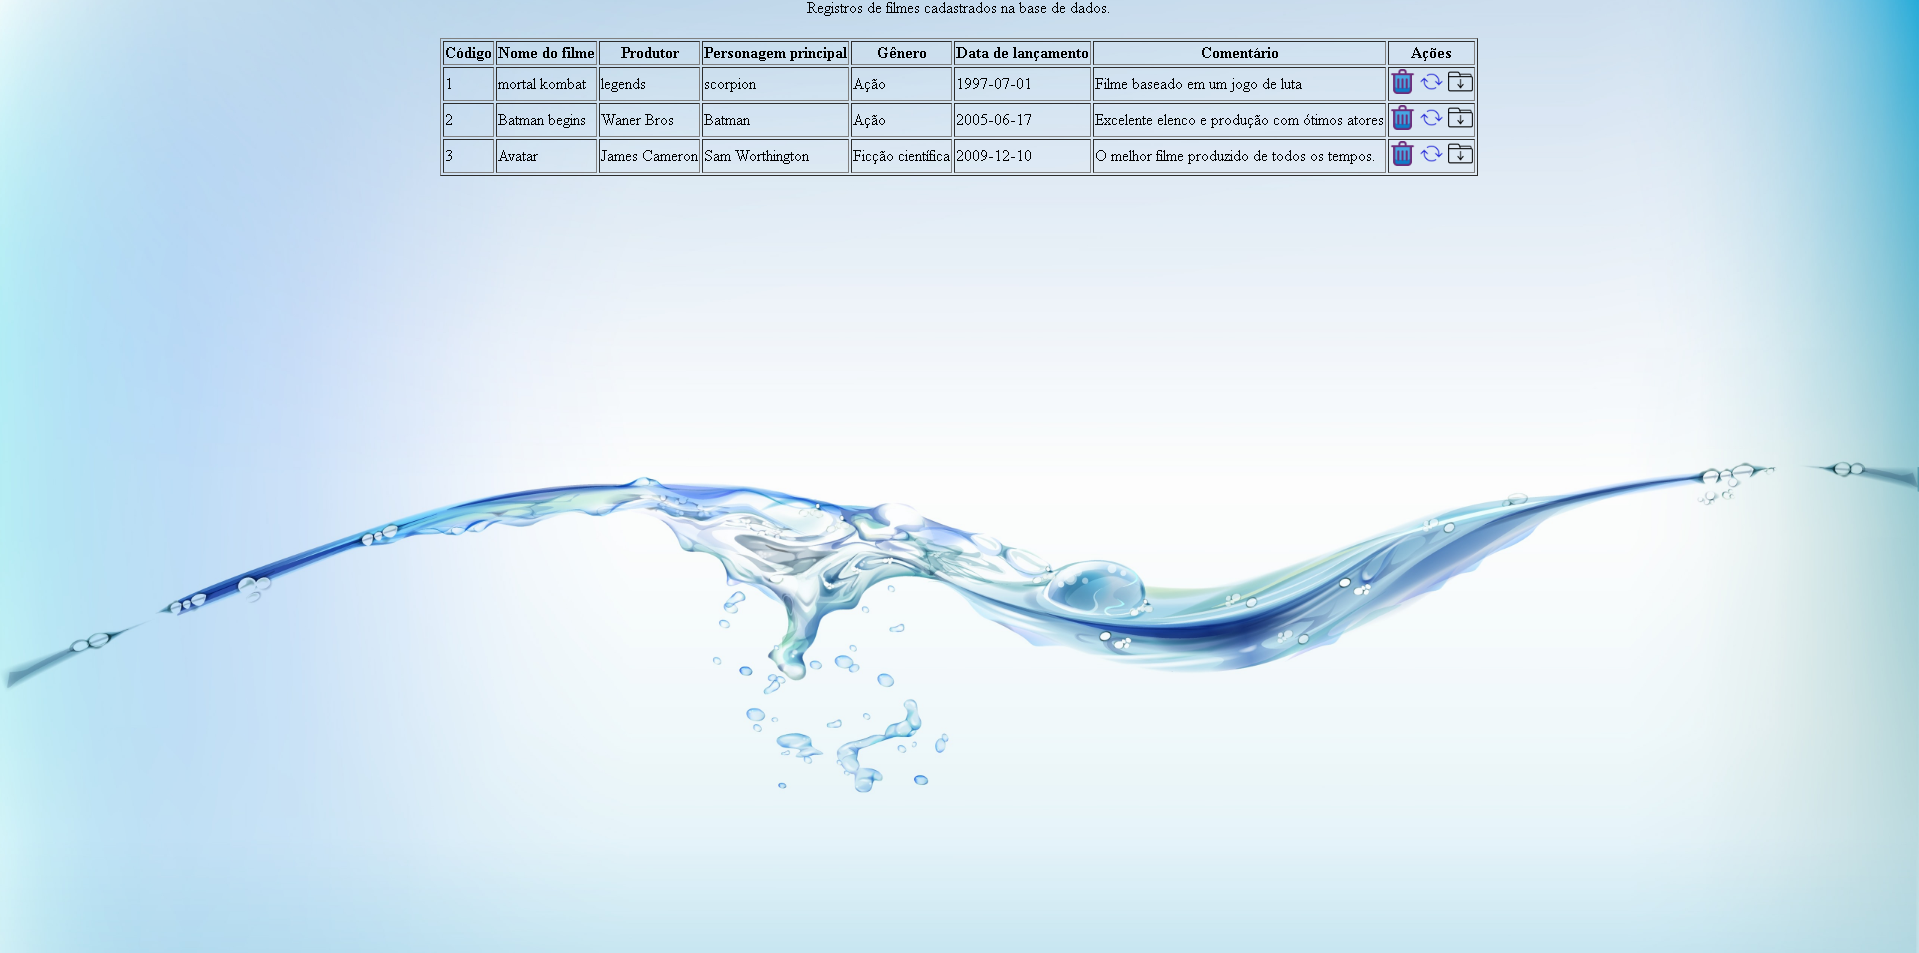 Registros de filmes cadastrados na base de dados.
Código Nome do filme Produtor Personagem principal Gênero Data de lançamento Comentário Ações
1 mortal kombat legends scorpion Ação 1997-07-01 Filme baseado em um jogo de luta
2 Batman begins Waner Bros Batman Ação 2005-06-17 Excelente elenco e produção com ótimos atores
3 Avatar James Cameron Sam Worthington Ficção científica 2009-12-10 O melhor filme produzido de todos os tempos.